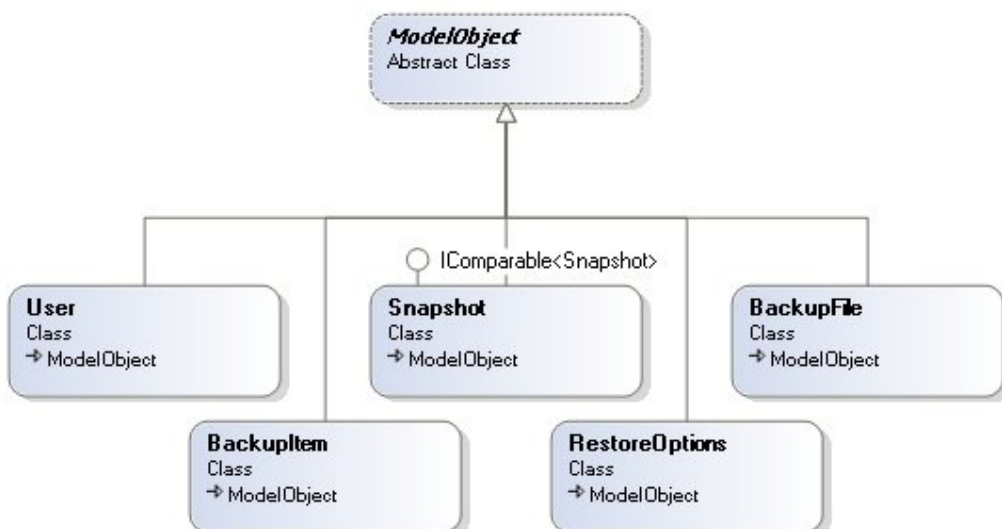 ModelObject
Abstract Class
IComparable<Snapshot>
User
Class
ModelObject
Snapshot
Class
ModelObject
BackupFile
Class
ModelObject
BackupItem
Class
ModelObject
RestoreOptions
Class
ModelObject